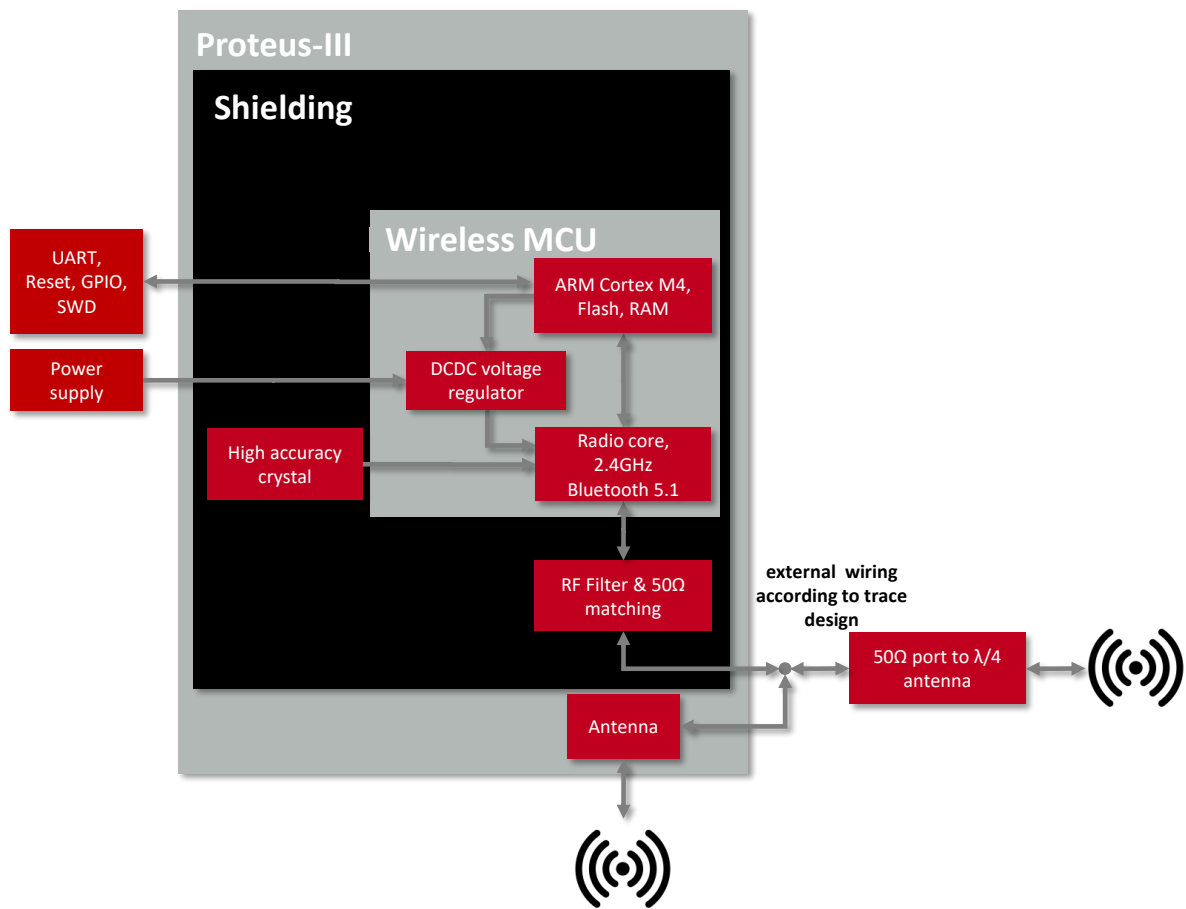 Proteus-III
Shielding
Wireless MCU
UART,
Reset, GPIO,
SWD
ARM Cortex M4,
Flash, RAM
Power
supply
DCDC voltage
regulator
High accuracy
crystal
Radio core,
2.4GHz
Bluetooth 5.1
RF Filter & 50Ω
matching
external wiring
according to trace
design
50Ω port to λ/4
antenna
Antenna